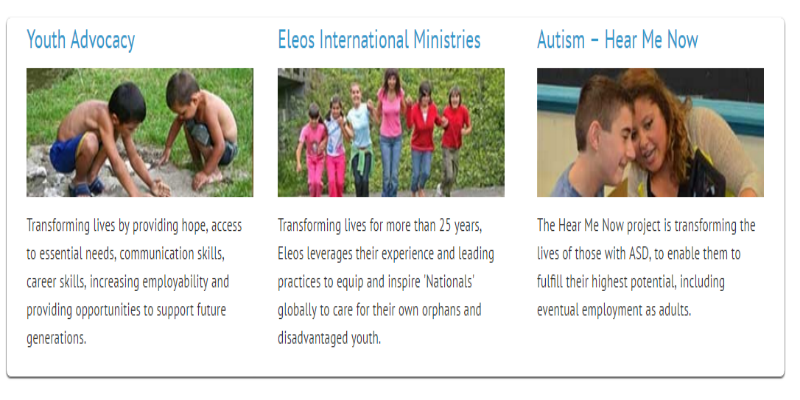 Youth Advocacy
Transforming lives by providing hope, access
to essential needs, communication skills,
career skills, increasing employability and
providing opportunities to support future
generations.
Eleos International Ministries
Transforming lives for more than 25 years,
Eleos leverages their experience and leading
practices to equip and inspire 'Nationals'
globally to care for their own orphans and
disadvantaged youth.
Autism – Hear Me Now
The Hear Me Now project is transforming the
lives of those with ASD, to enable them to
fulfill their highest potential, including
eventual employment as adults.